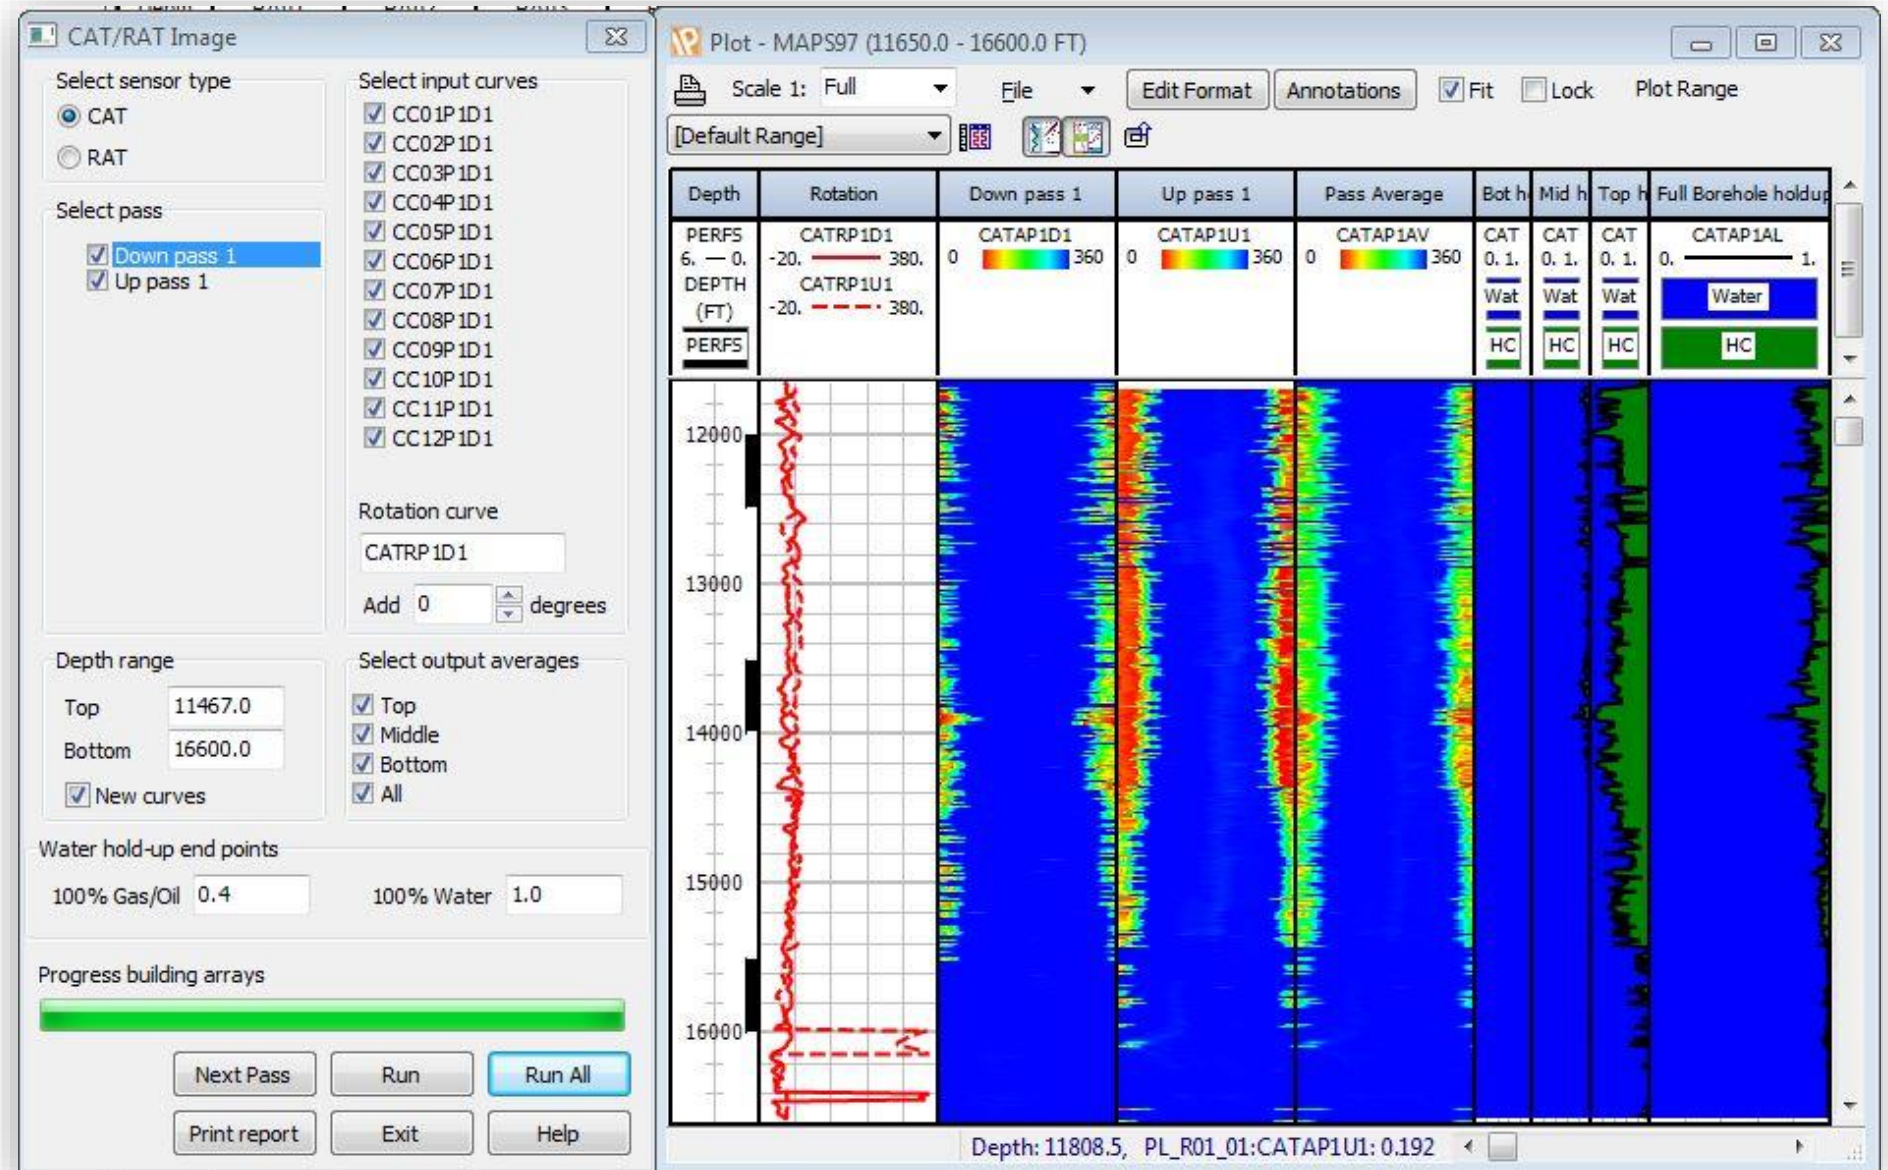 CAT/RAT Image
Select sensor type
CAT
RAT
Select pass
Down pass 1
Up pass 1
Select input curves
CC01P1D1
CC02P1D1
CC03P1D1
CC04P1D1
CC05P1D1
CC06P1D1
CC07P1D1
CC08P1D1
CC09P1D1
CC10P1D1
CC11P1D1
CC12P1D1
Rotation curve
CATRP1D1
Add 0 degrees
Depth range
Top 11467.0
Bottom 16600.0
New curves
Select output averages
Top
Middle
Bottom
All
Water hold-up end points
100% Gas/Oil 0.4 100% Water 1.0
Progress building arrays
Next Pass Run Run All
Print report Exit Help
Plot - MAPS97 (11650.0 - 16600.0 FT)
Scale 1: Full File Edit Format Annotations Fit Lock Plot Range
[Default Range]
Depth Rotation Down pass 1 Up pass 1 Pass Average Bot h Mid h Top h Full Borehole holdup
PERFS CATRP1D1 CATAP1D1 CATAP1U1 CATAP1AV CAT CAT CAT CATAP1AL
6. 0. -20. 380. 0 360 0 360 0 360 0. 1. 0. 1. 0. 1. 0. 1.
DEPTH CATRP1U1 Wat Wat Wat Water
(FT) -20. 380.
PERFS HC HC HC HC
12000
13000
14000
15000
16000
Depth: 11808.5, PL_R01_01:CATAP1U1: 0.192